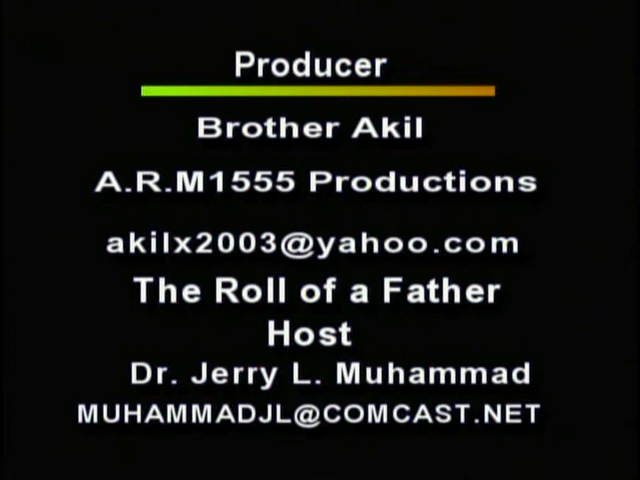 Producer
Brother Akil
A.R.M1555 Productions
akilx2003@yahoo.com
The Roll of a Father
Host
Dr. Jerry L. Muhammad
MUHAMMADJL@COMCAST.NET